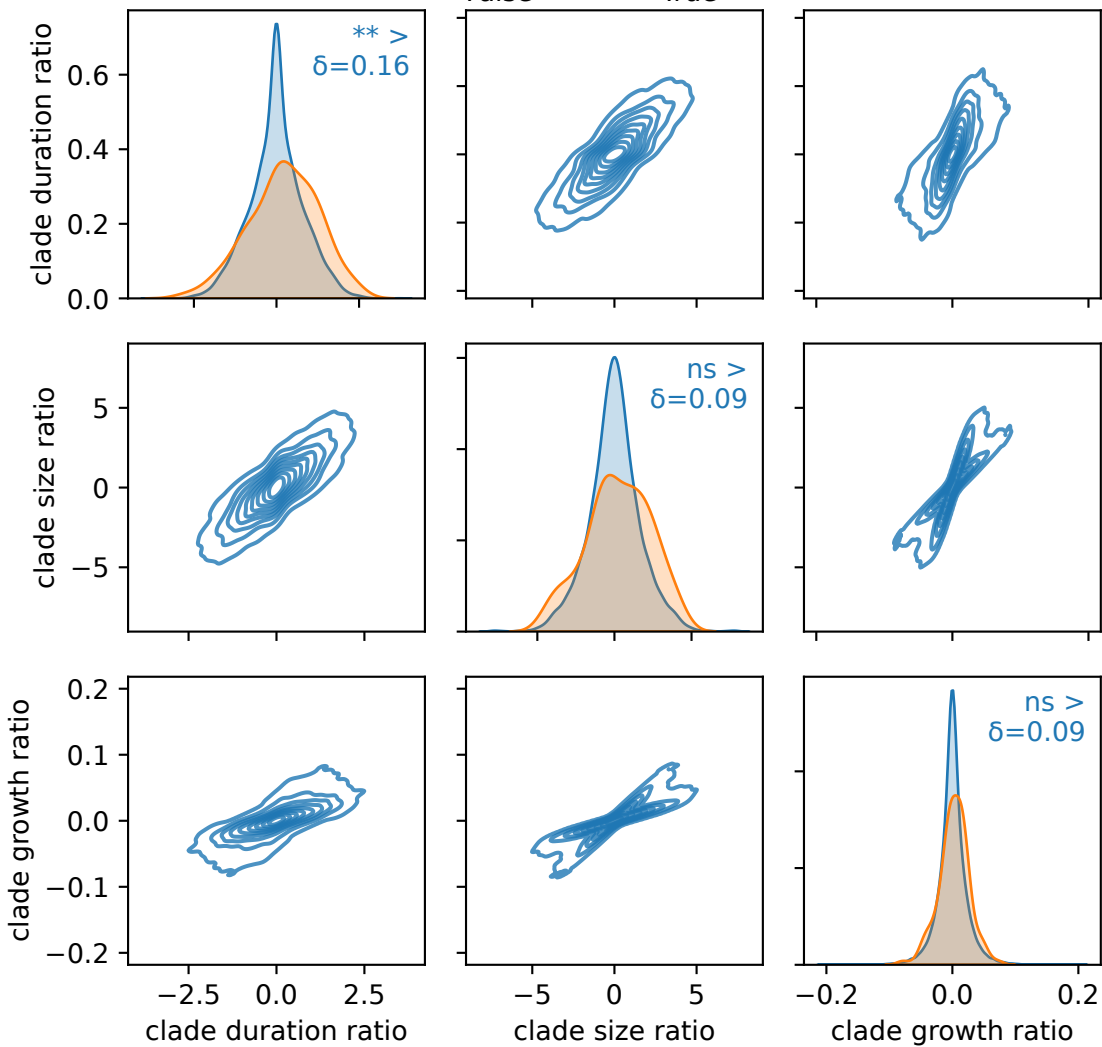 clade duration ratio
0.6
0.4
0.2
0.0
** >
δ=0.16
clade size ratio
5
0
−5
ns >
δ=0.09
clade growth ratio
0.2
0.1
0.0
−0.1
−0.2
ns >
δ=0.09
−2.5 0.0 2.5
clade duration ratio
−5 0 5
clade size ratio
−0.2 0.0 0.2
clade growth ratio